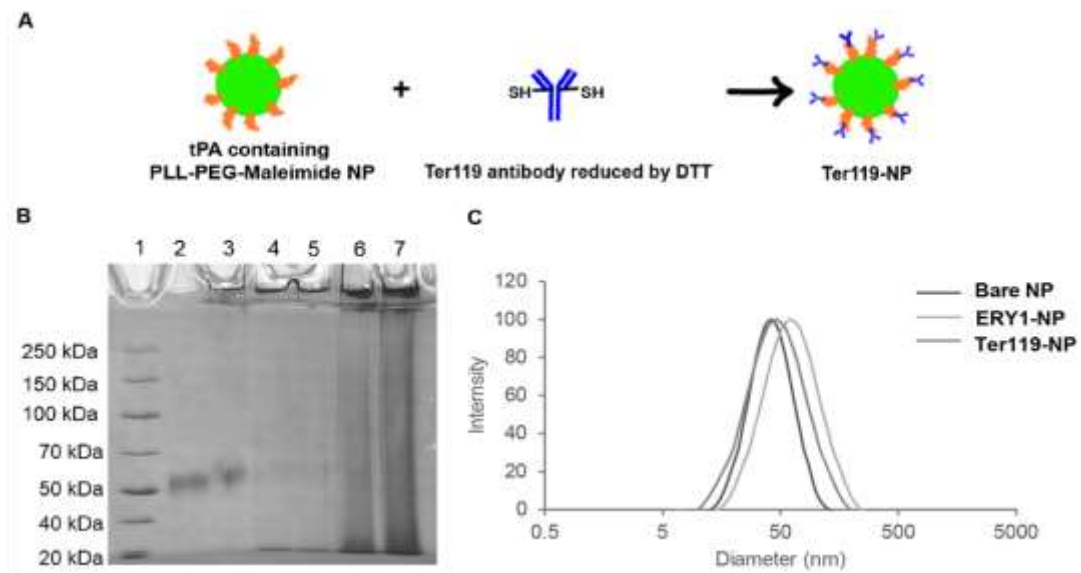 A
+
SH
SH
tPA containing
PLL-PEG-Maleimide NP
Ter119 antibody reduced by DTT
Ter119-NP
B
1 2 3 4 5 6 7
250 kDa
150 kDa
100 kDa
70 kDa
50 kDa
40 kDa
20 kDa
C
120
100
80
60
40
20
0
Internsity
0.5 5 50 500 5000
Diameter (nm)
Bare NP
ERY1-NP
Ter119-NP